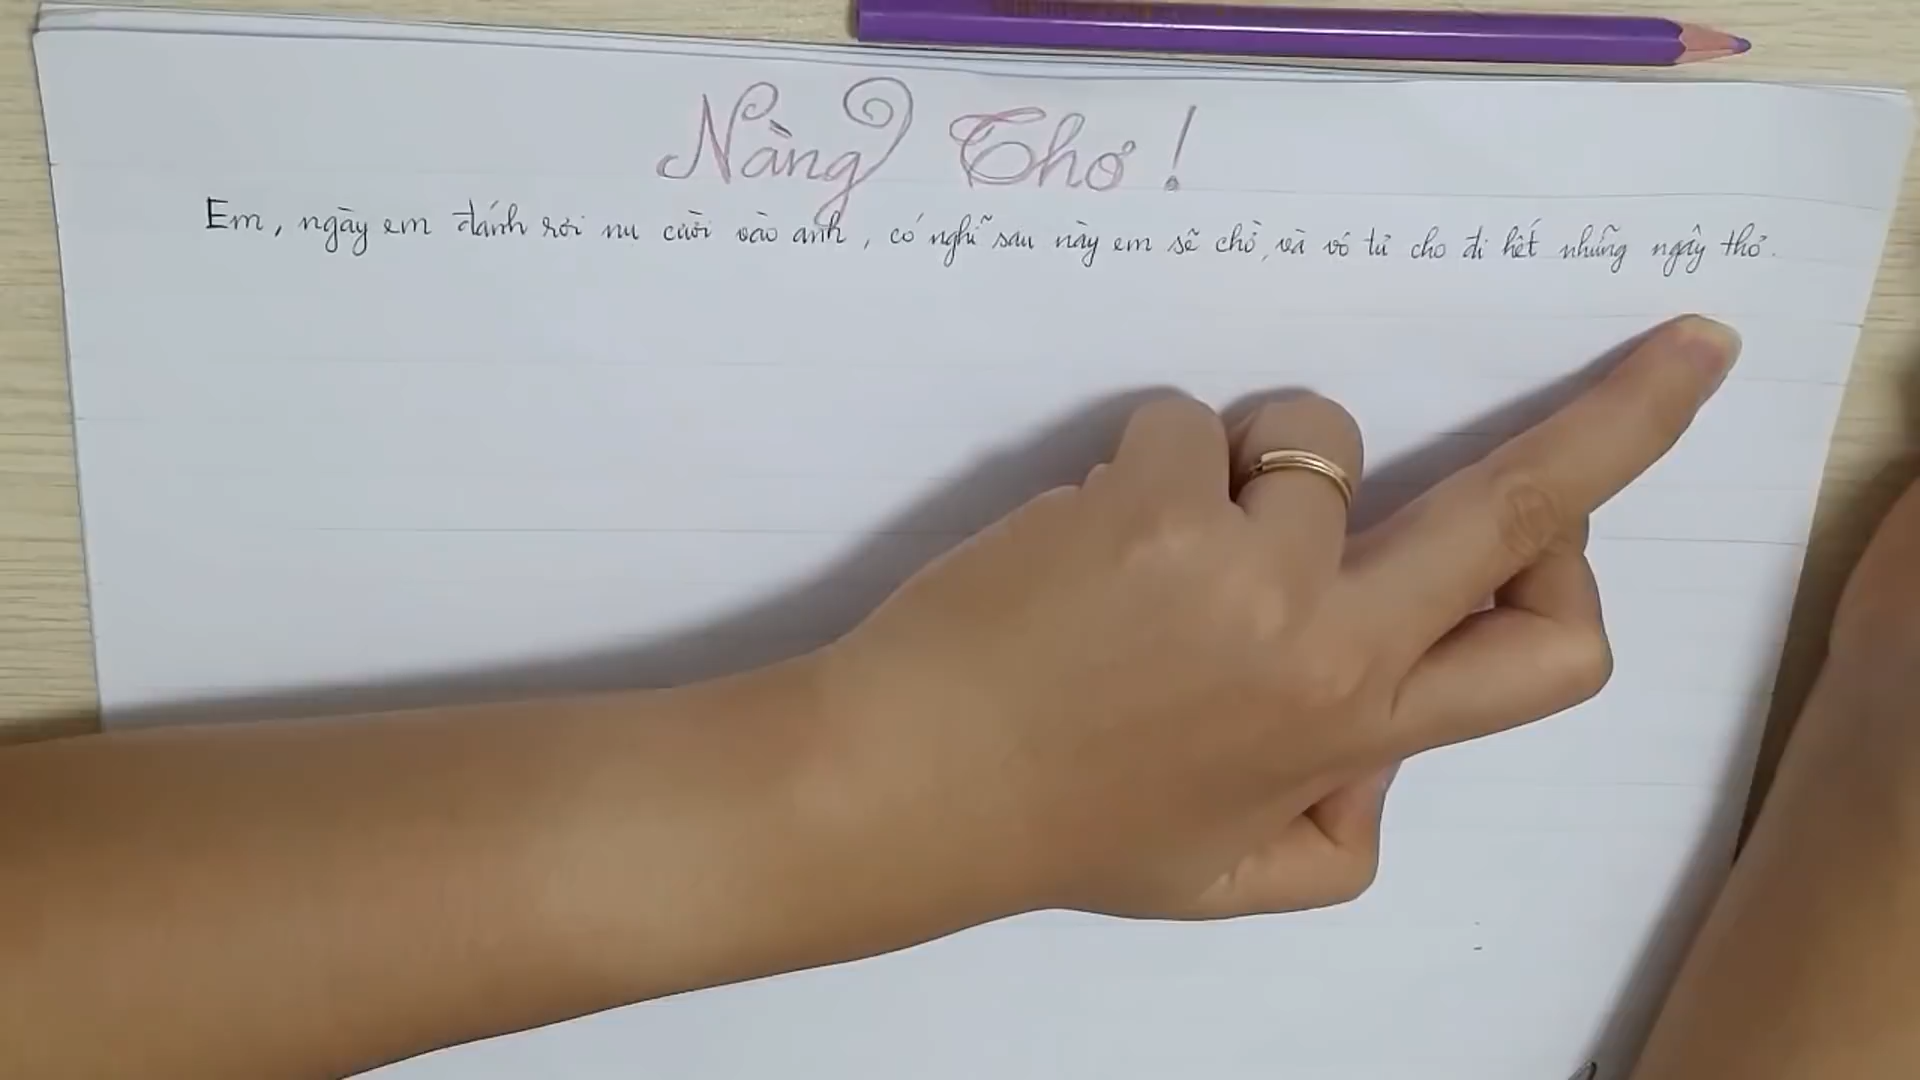 Nàng Thơ!
Em, ngày em đánh rơi nụ cười vào anh, có nghĩ sau này em sẽ chờ, và vô tư cho đi hết những ngây thơ.